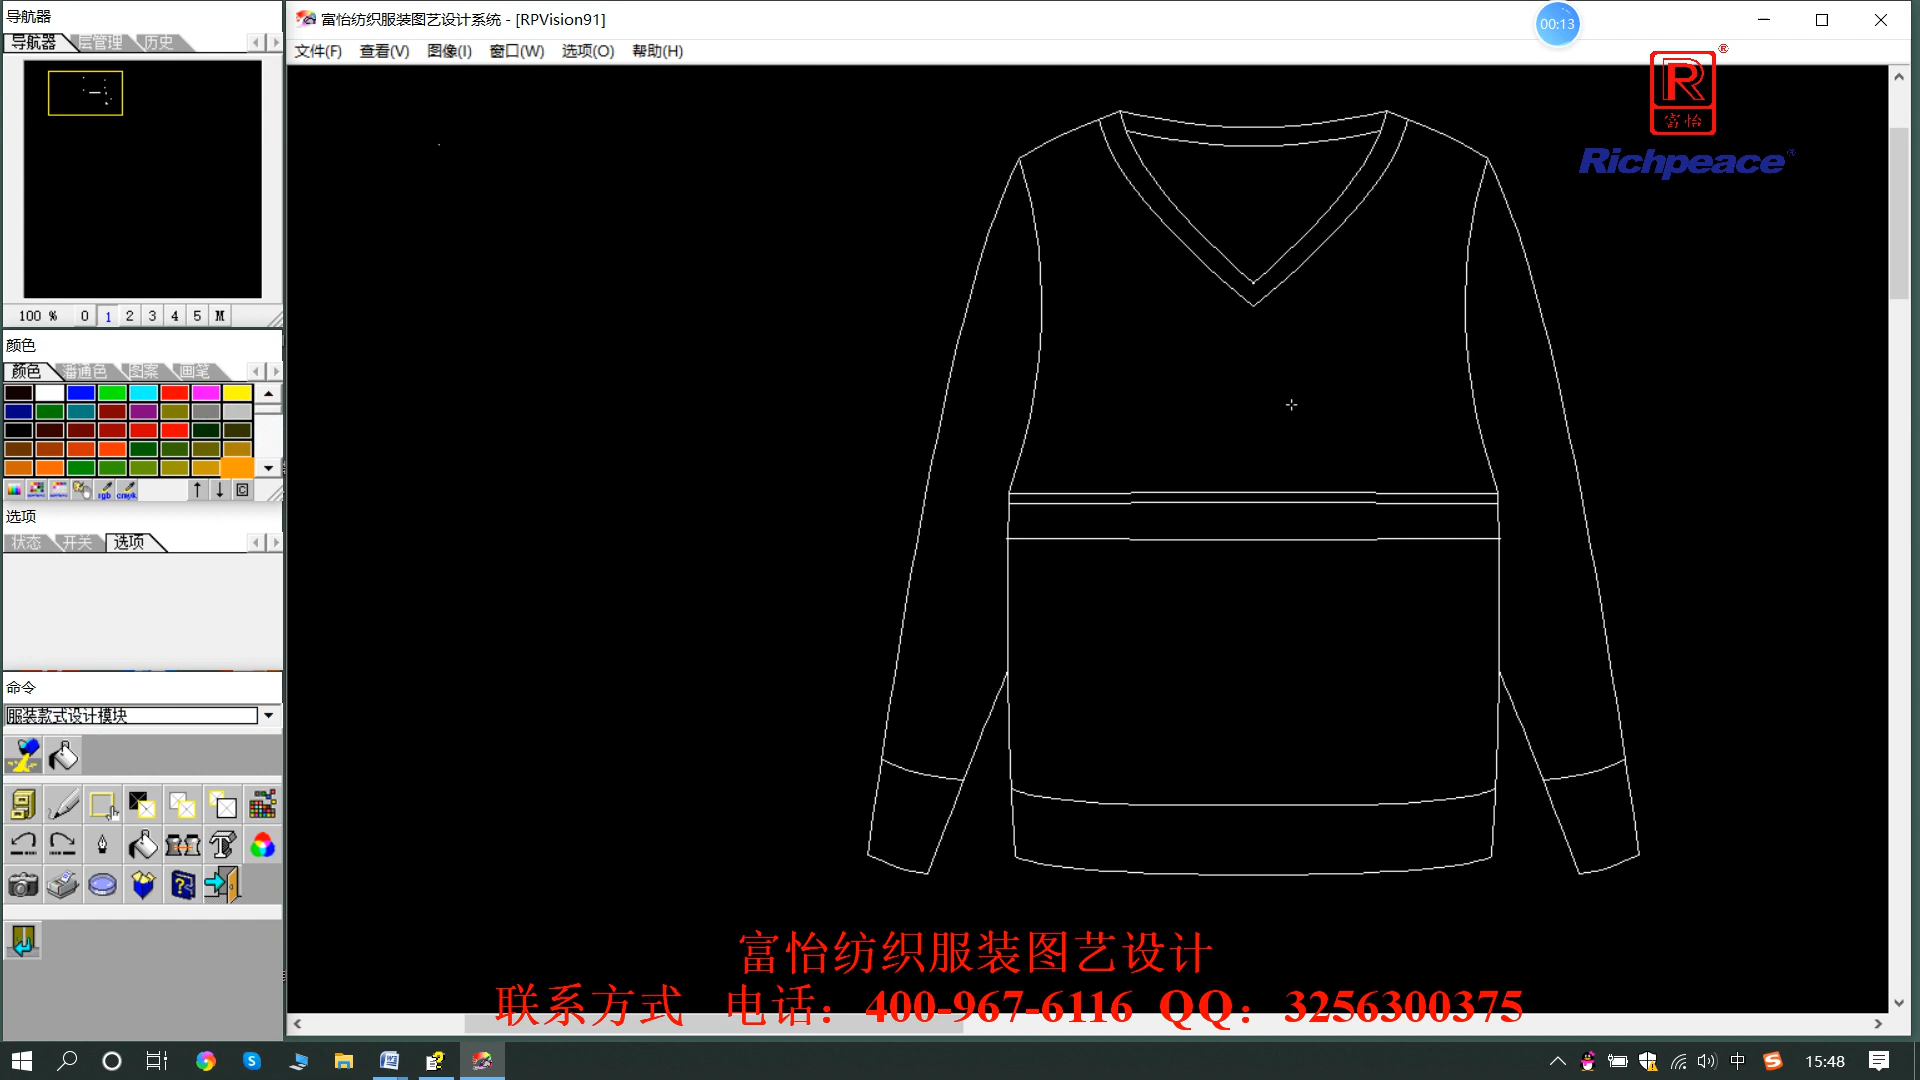 导航器
导航器 层管理 历史
100 % 0 1 2 3 4 5 M
颜色
颜色 潘通色 图案 画笔
rgb cmyk
选项
状态 开关 选项
命令
服装款式设计模块
富怡纺织服装图艺设计系统 - [RPVision91]
00:13
文件(F) 查看(V) 图像(I) 窗口(W) 选项(O) 帮助(H)
R ®
富怡
Richpeace®
富怡纺织服装图艺设计
联系方式 电话：400-967-6116 QQ：3256300375
中
15:48